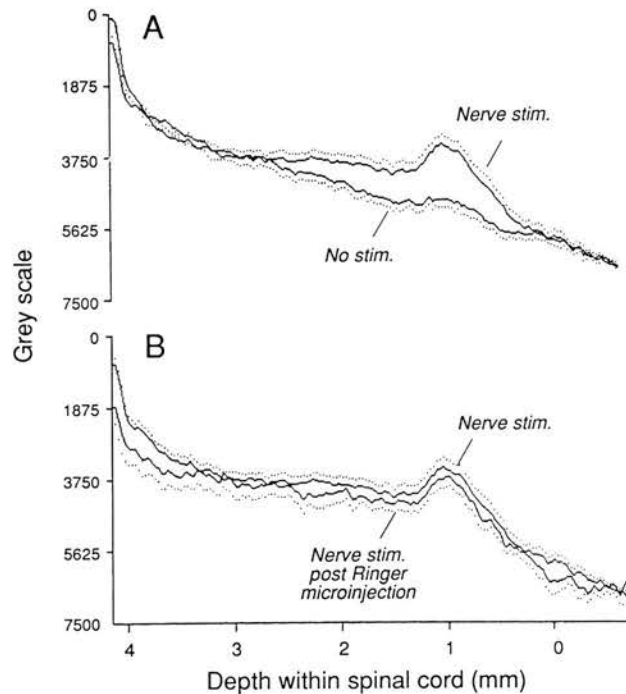 A
0
1875
3750
5625
7500
Nerve stim.
No stim.
Grey scale
B
0
1875
3750
5625
7500
Nerve stim.
Nerve stim.
post Ringer
microinjection
4 3 2 1 0
Depth within spinal cord (mm)